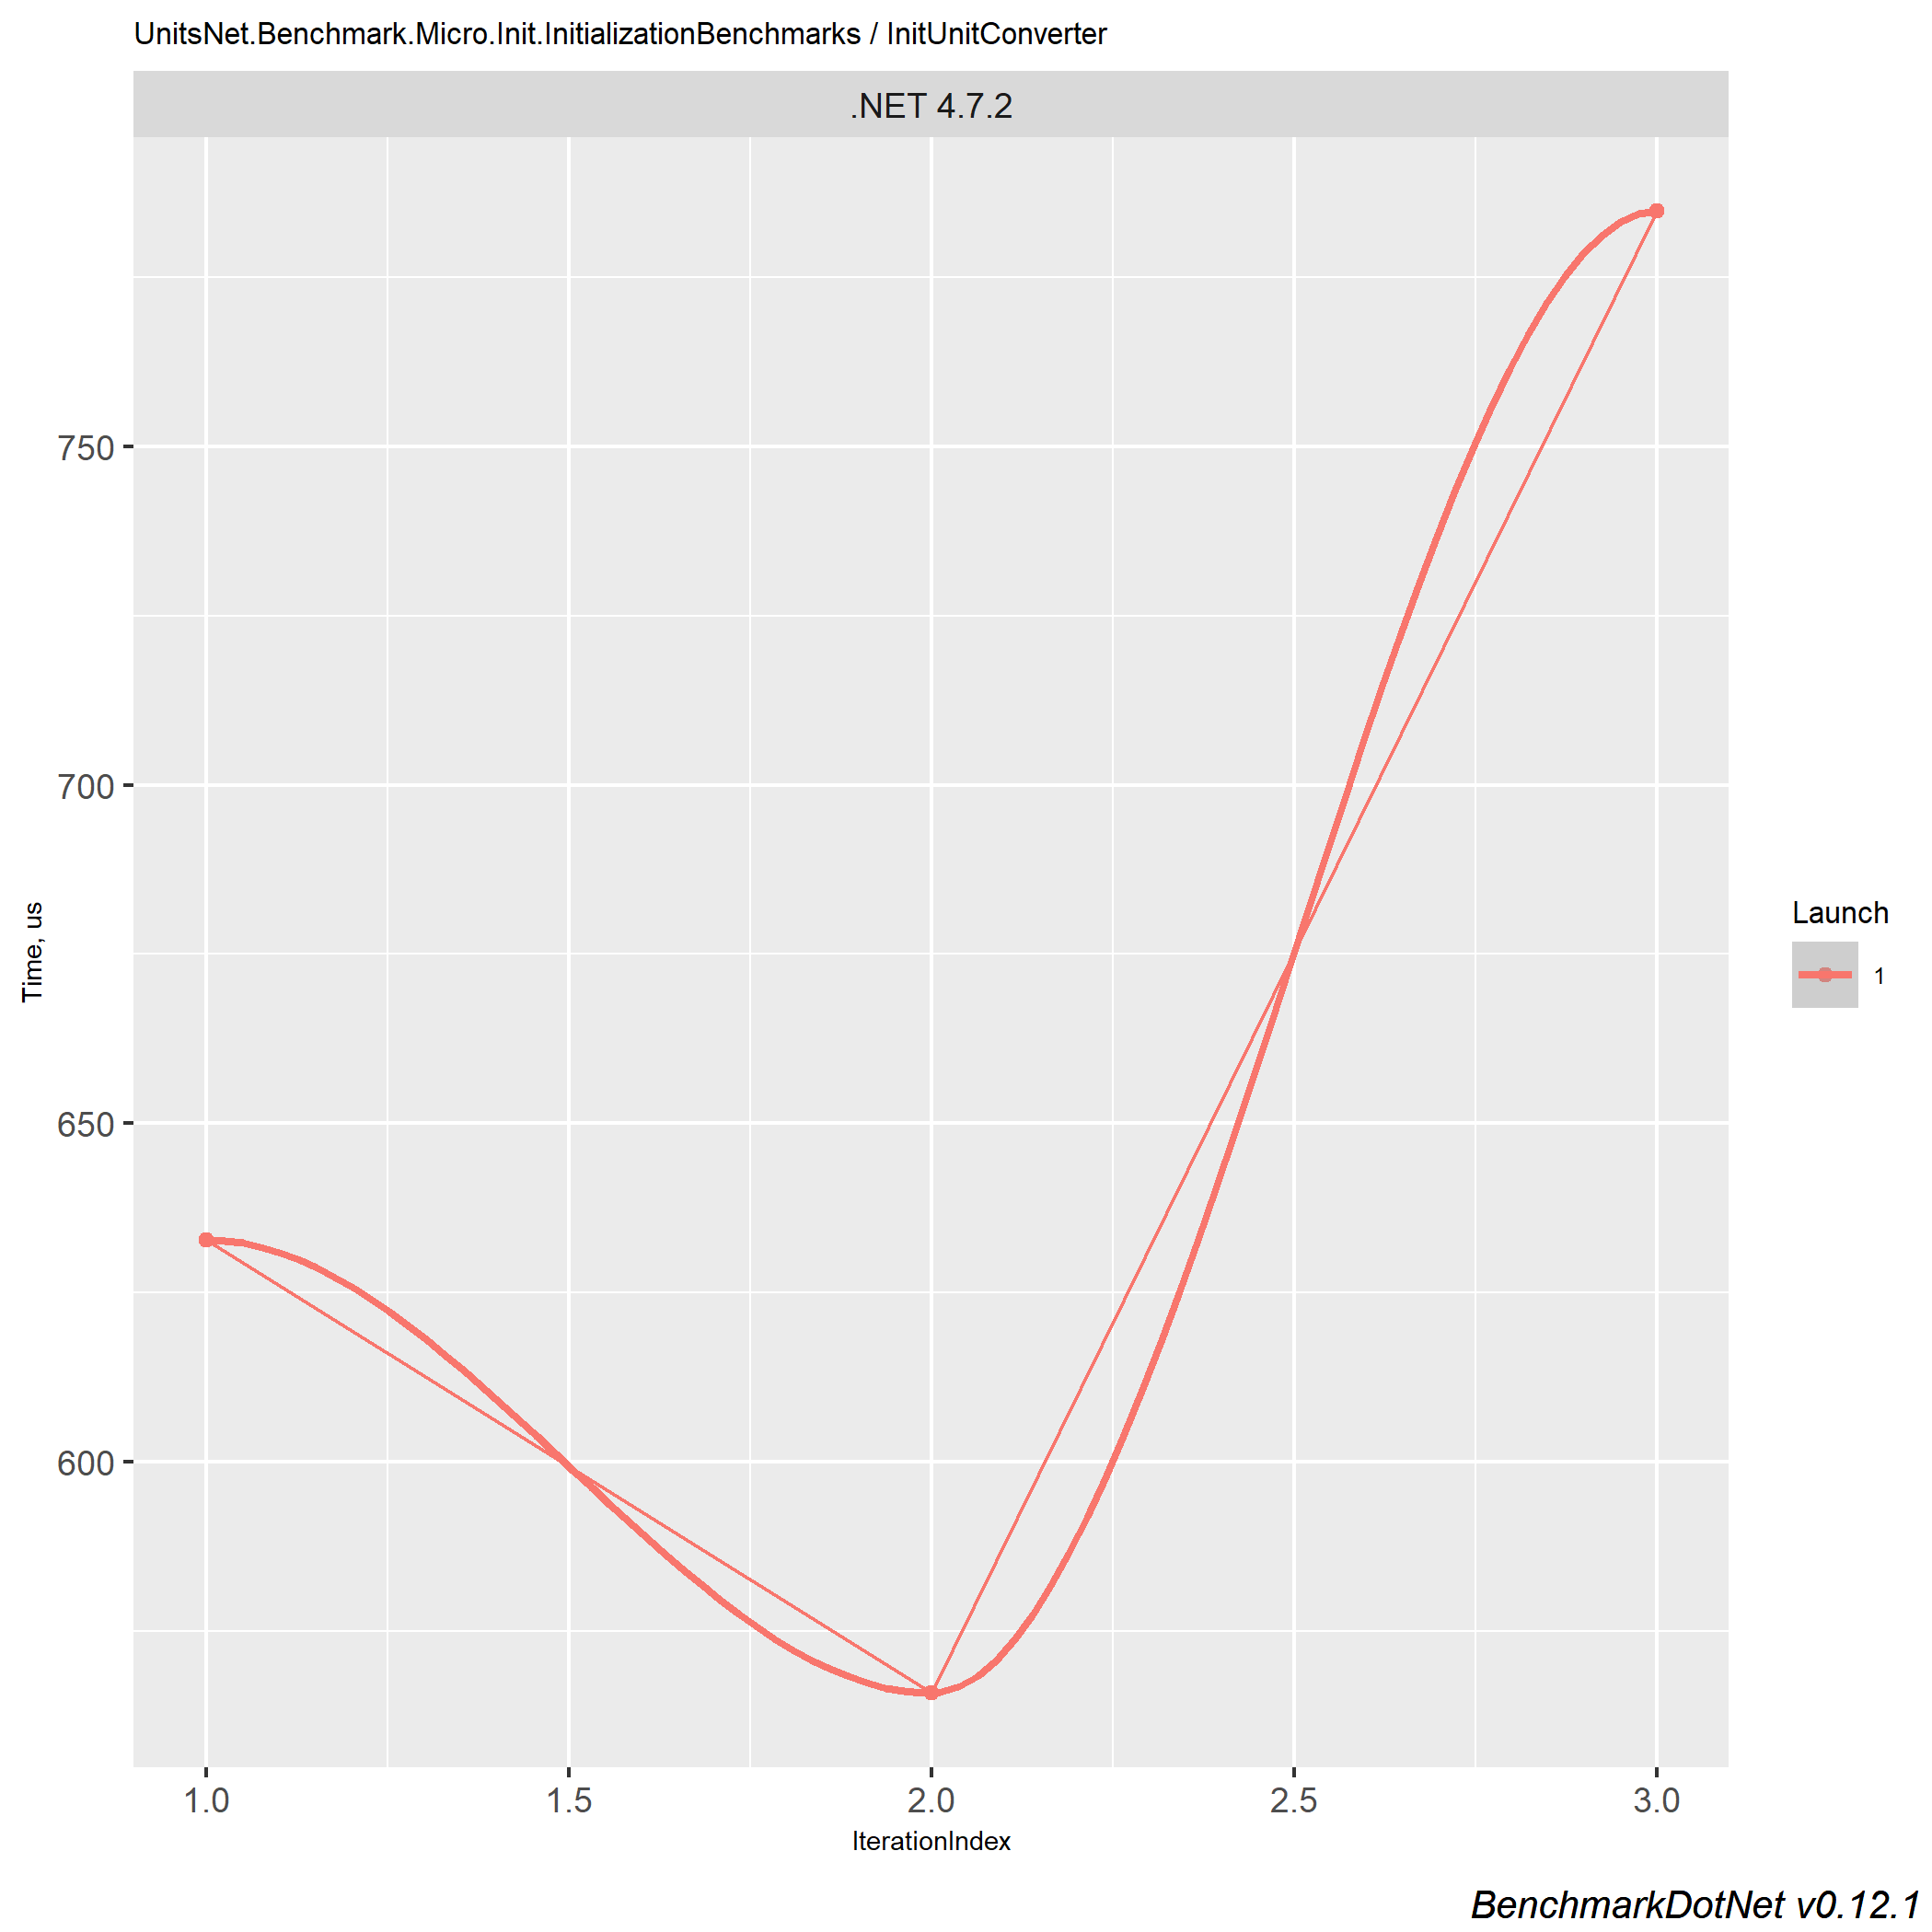 UnitsNet.Benchmark.Micro.Init.InitializationBenchmarks / InitUnitConverter
.NET 4.7.2
750
700
650
600
Time, us
1.0 1.5 2.0 2.5 3.0
IterationIndex
Launch
1
BenchmarkDotNet v0.12.1